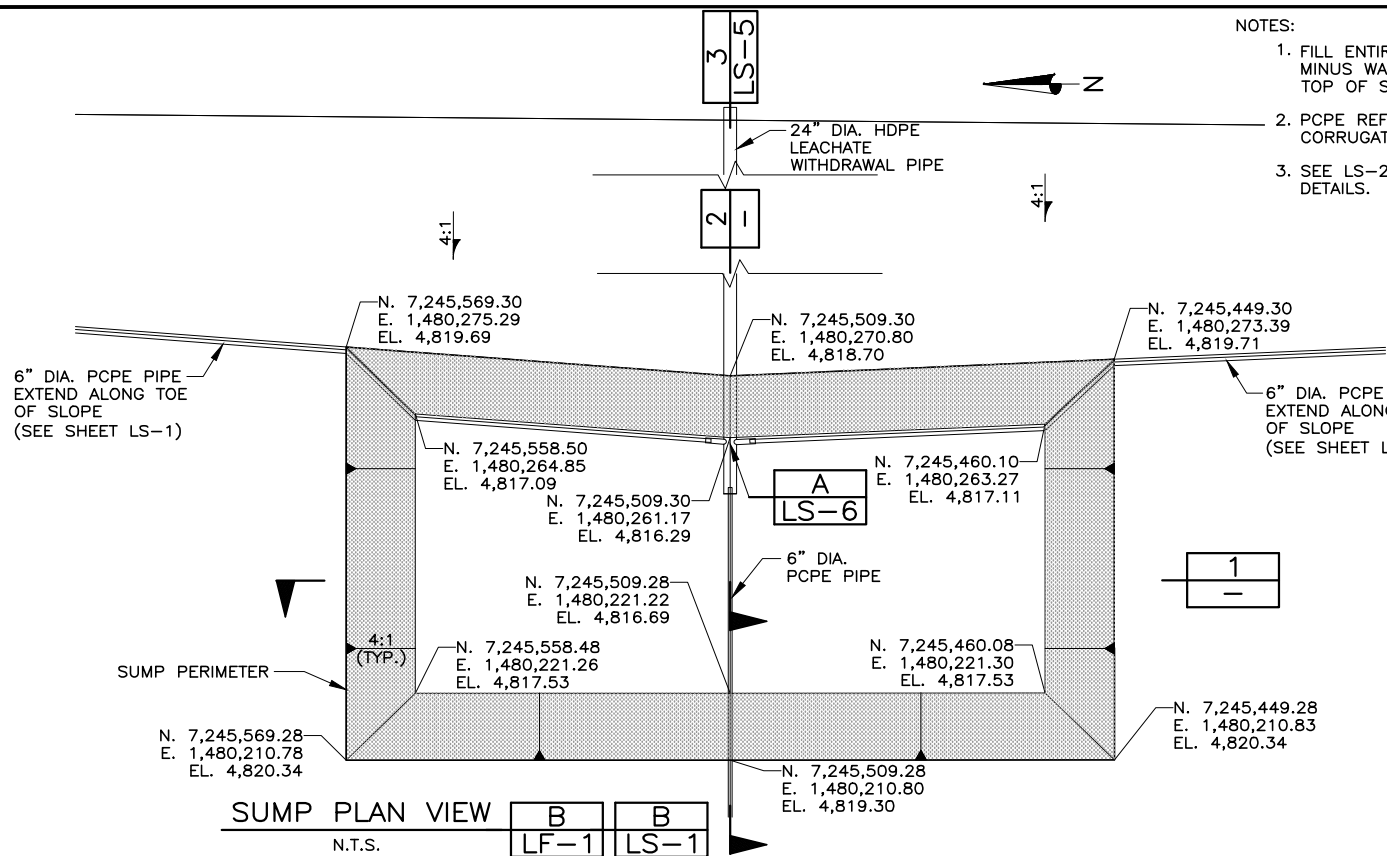 3
LS-5
N
NOTES:
1. FILL
MINUS
TOP OF
2. PCPE
3. SEE LS-2
DETAILS.
24" DIA. HDPE
LEACHATE
WITHDRAWAL PIPE
2
-
4:1
4:1
N. 7,245,569.30
E. 1,480,275.29
EL. 4,819.69
N. 7,245,509.30
E. 1,480,270.80
EL. 4,818.70
N. 7,245,449.30
E. 1,480,273.39
EL. 4,819.71
6" DIA. PCPE PIPE
EXTEND ALONG TOE
OF SLOPE
(SEE SHEET LS-1)
6" DIA. PCPE
EXTEND
OF SLOPE
(SEE SHEET
N. 7,245,558.50
E. 1,480,264.85
EL. 4,817.09
N. 7,245,509.30
E. 1,480,261.17
EL. 4,816.29
A
LS-6
N. 7,245,460.10
E. 1,480,263.27
EL. 4,817.11
6" DIA.
PCPE PIPE
N. 7,245,509.28
E. 1,480,221.22
EL. 4,816.69
1
-
4:1
(TYP.)
N. 7,245,558.48
E. 1,480,221.26
EL. 4,817.53
N. 7,245,460.08
E. 1,480,221.30
EL. 4,817.53
SUMP PERIMETER
N. 7,245,569.28
E. 1,480,210.78
EL. 4,820.34
N. 7,245,449.28
E. 1,480,210.83
EL. 4,820.34
N. 7,245,509.28
E. 1,480,210.80
EL. 4,819.30
SUMP PLAN VIEW
N.T.S.
B
LF-1
B
LS-1